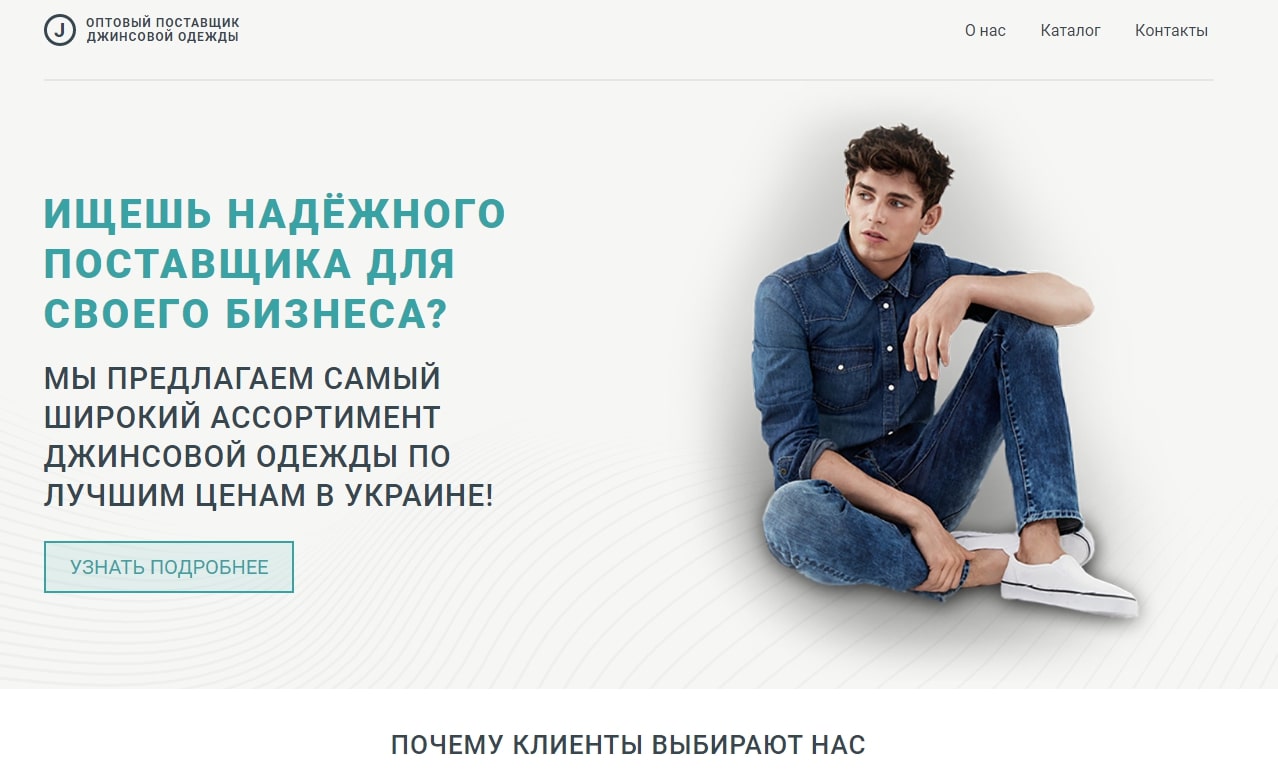 J
ОПТОВЫЙ ПОСТАВЩИК
ДЖИНСОВОЙ ОДЕЖДЫ
О нас Каталог Контакты
ИЩЕШЬ НАДЁЖНОГО
ПОСТАВЩИКА ДЛЯ
СВОЕГО БИЗНЕСА?
МЫ ПРЕДЛАГАЕМ САМЫЙ
ШИРОКИЙ АССОРТИМЕНТ
ДЖИНСОВОЙ ОДЕЖДЫ ПО
ЛУЧШИМ ЦЕНАМ В УКРАИНЕ!
УЗНАТЬ ПОДРОБНЕЕ
ПОЧЕМУ КЛИЕНТЫ ВЫБИРАЮТ НАС